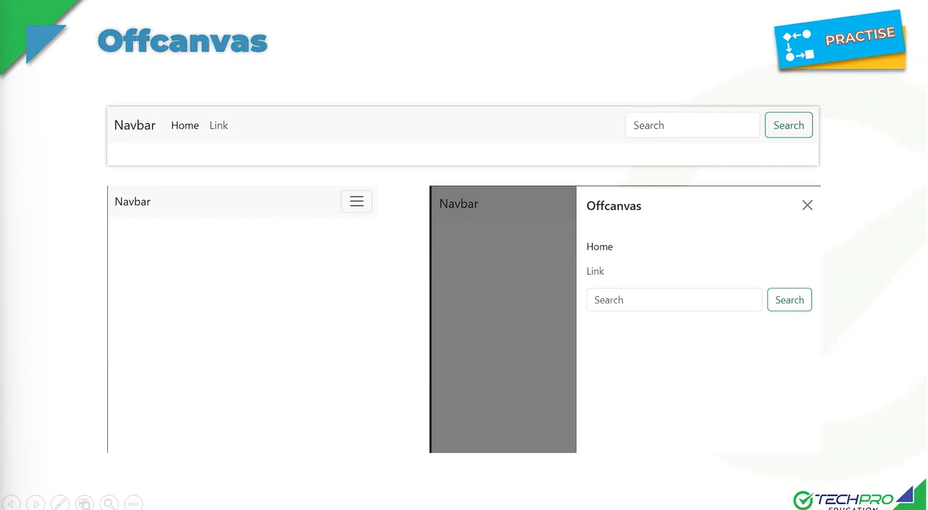 Offcanvas
PRACTISE
Navbar Home Link Search Search
Navbar
Navbar
Offcanvas
Home
Link
Search Search
TECHPRO
EDUCATION